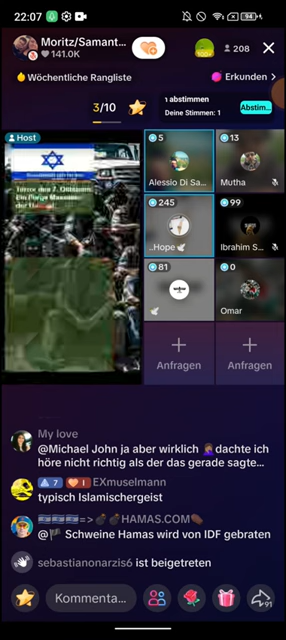 22:07
94
Moritz/Samant...
141.0K
208
Wöchentliche Rangliste
Erkunden >
3/10
abstimmen
Deine Stimmen: 1
Abstim...
Host
5
Alessio Di Sa...
13
Mutha
245
..Hope🕊
99
Ibrahim S...
81
🕊
0
Omar
Anfragen
Anfragen
My love
@Michael John ja aber wirklich 🤦🏾‍♀️dachte ich
höre nicht richtig als der das gerade sagte...
7
1
EXmuselmann
typisch Islamischergeist
🇮🇱🇮🇱🇮🇱=>💣💣HAMAS.COM⚰️
@🏴 Schweine Hamas wird von IDF gebraten
sebastianonarzis6 ist beigetreten
Kommenta...
91